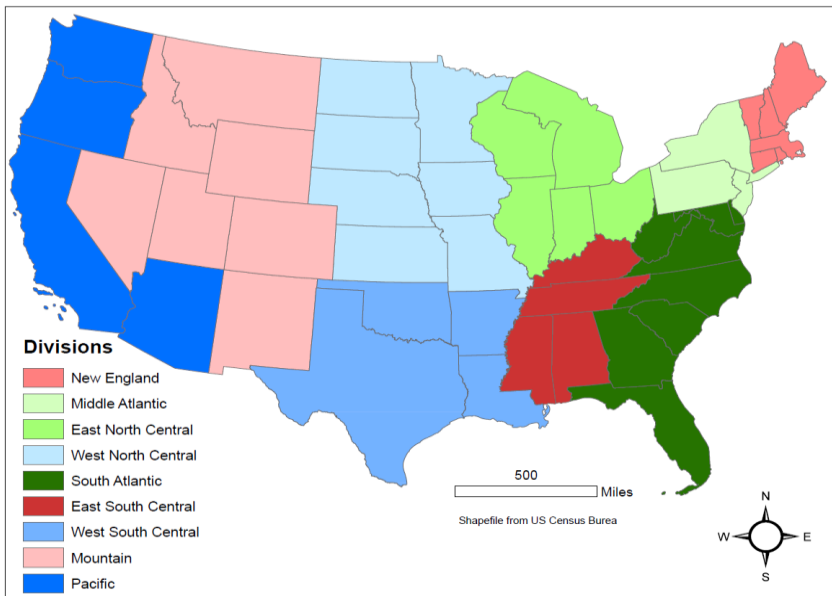 Divisions
New England
Middle Atlantic
East North Central
West North Central
South Atlantic
East South Central
West South Central
Mountain
Pacific
500
Miles
Shapefile from US Census Burea
N
W E
S